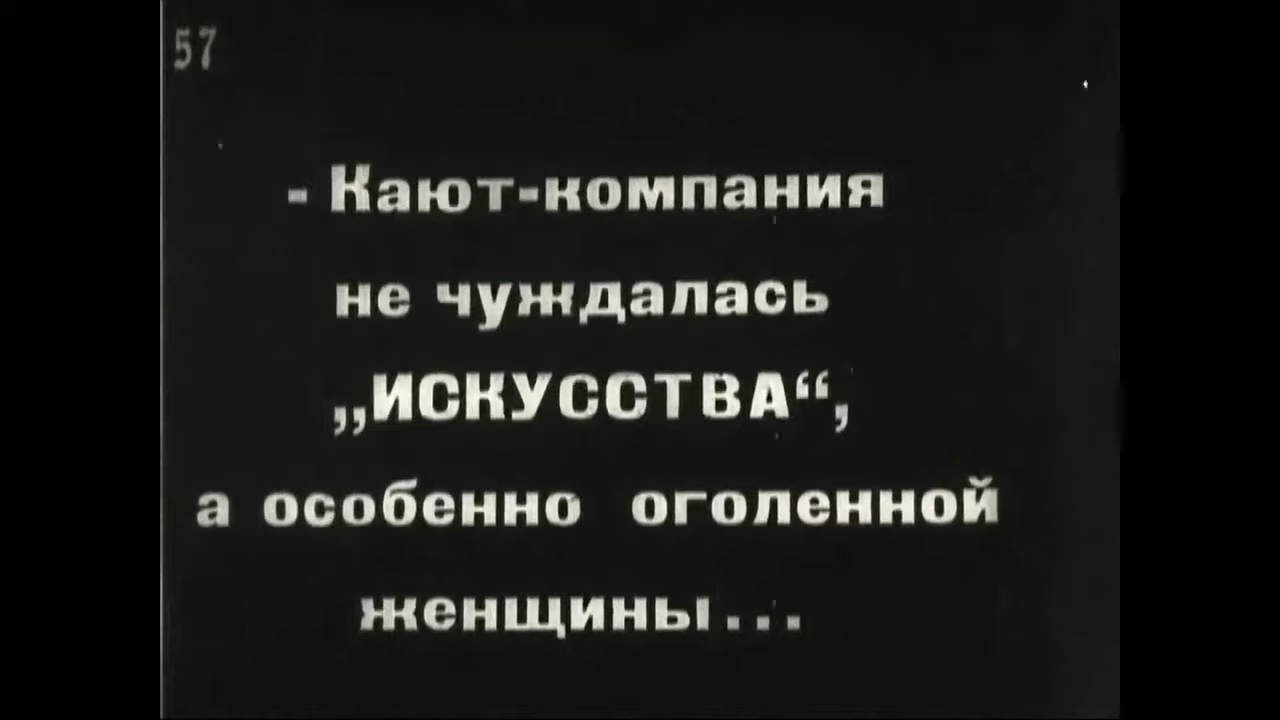 57
- Кают-компания
не чуждалась
„ИСКУССТВА“,
а особенно оголенной
женщины...